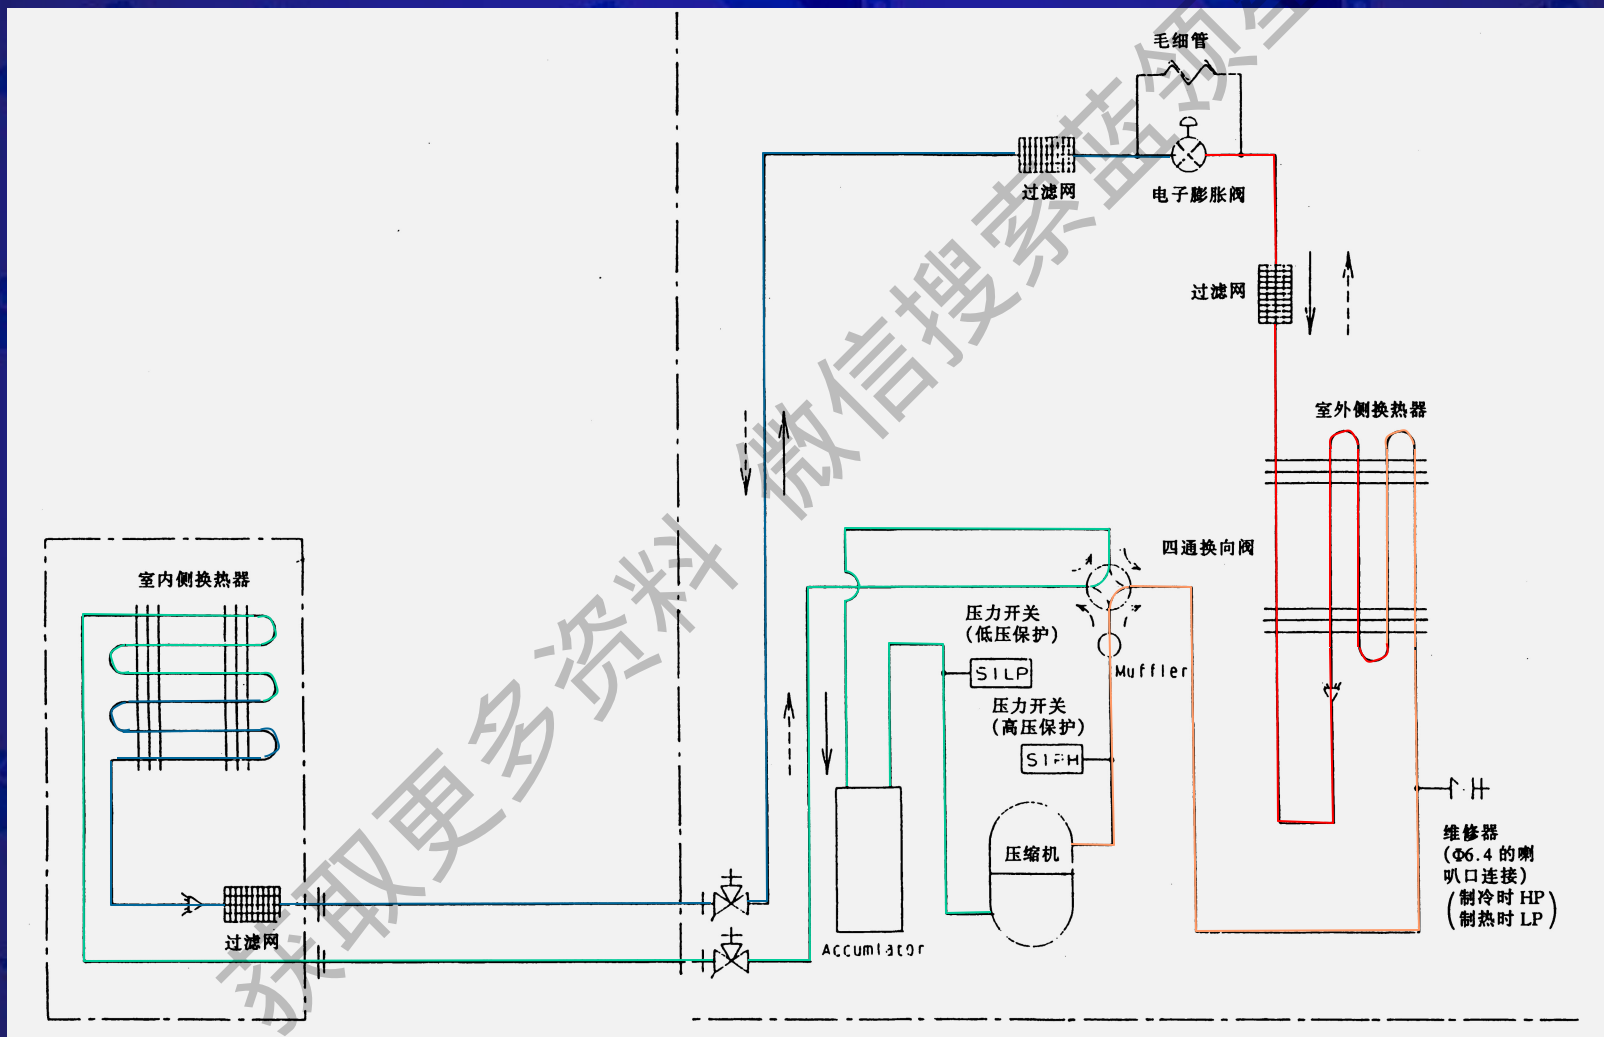 毛细管
过滤网
电子膨胀阀
过滤网
室外侧换热器
四通换向阀
室内侧换热器
压力开关
(低压保护)
S1LP
Muffler
压力开关
(高压保护)
S1PH
压缩机
维修器
(Φ6.4 的喇
叭口连接)
(制冷时 HP
制热时 LP)
过滤网
Accumlator
获取更多资料 微信搜索蓝领